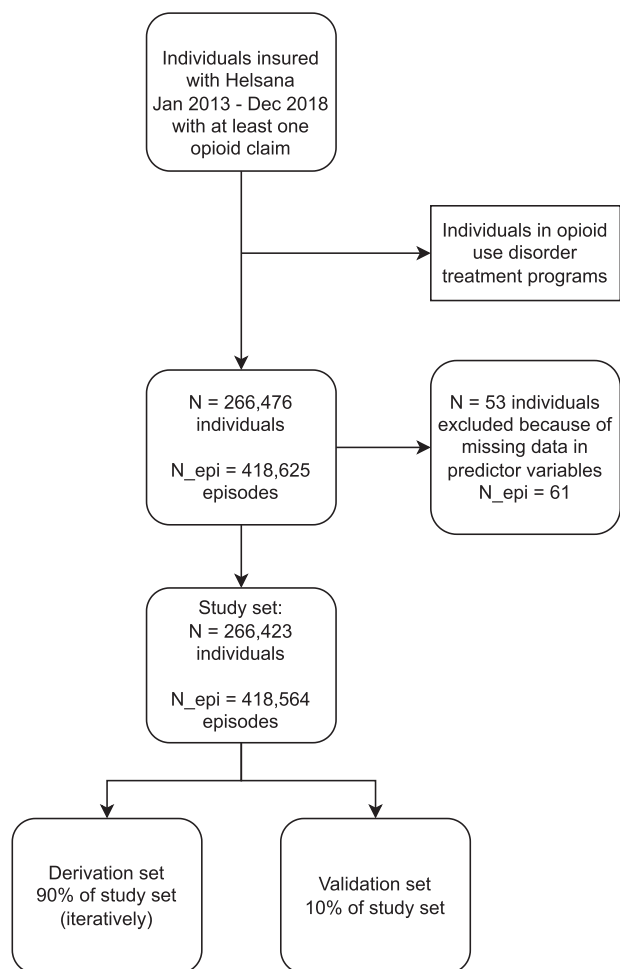 Individuals insured
with Helsana
Jan 2013 - Dec 2018
with at least one
opioid claim
Individuals in opioid
use disorder
treatment programs
N = 266,476
individuals
N_epi = 418,625
episodes
N = 53 individuals
excluded because of
missing data in
predictor variables
N_epi = 61
Study set:
N = 266,423
individuals
N_epi = 418,564
episodes
Derivation set
90% of study set
(iteratively)
Validation set
10% of study set